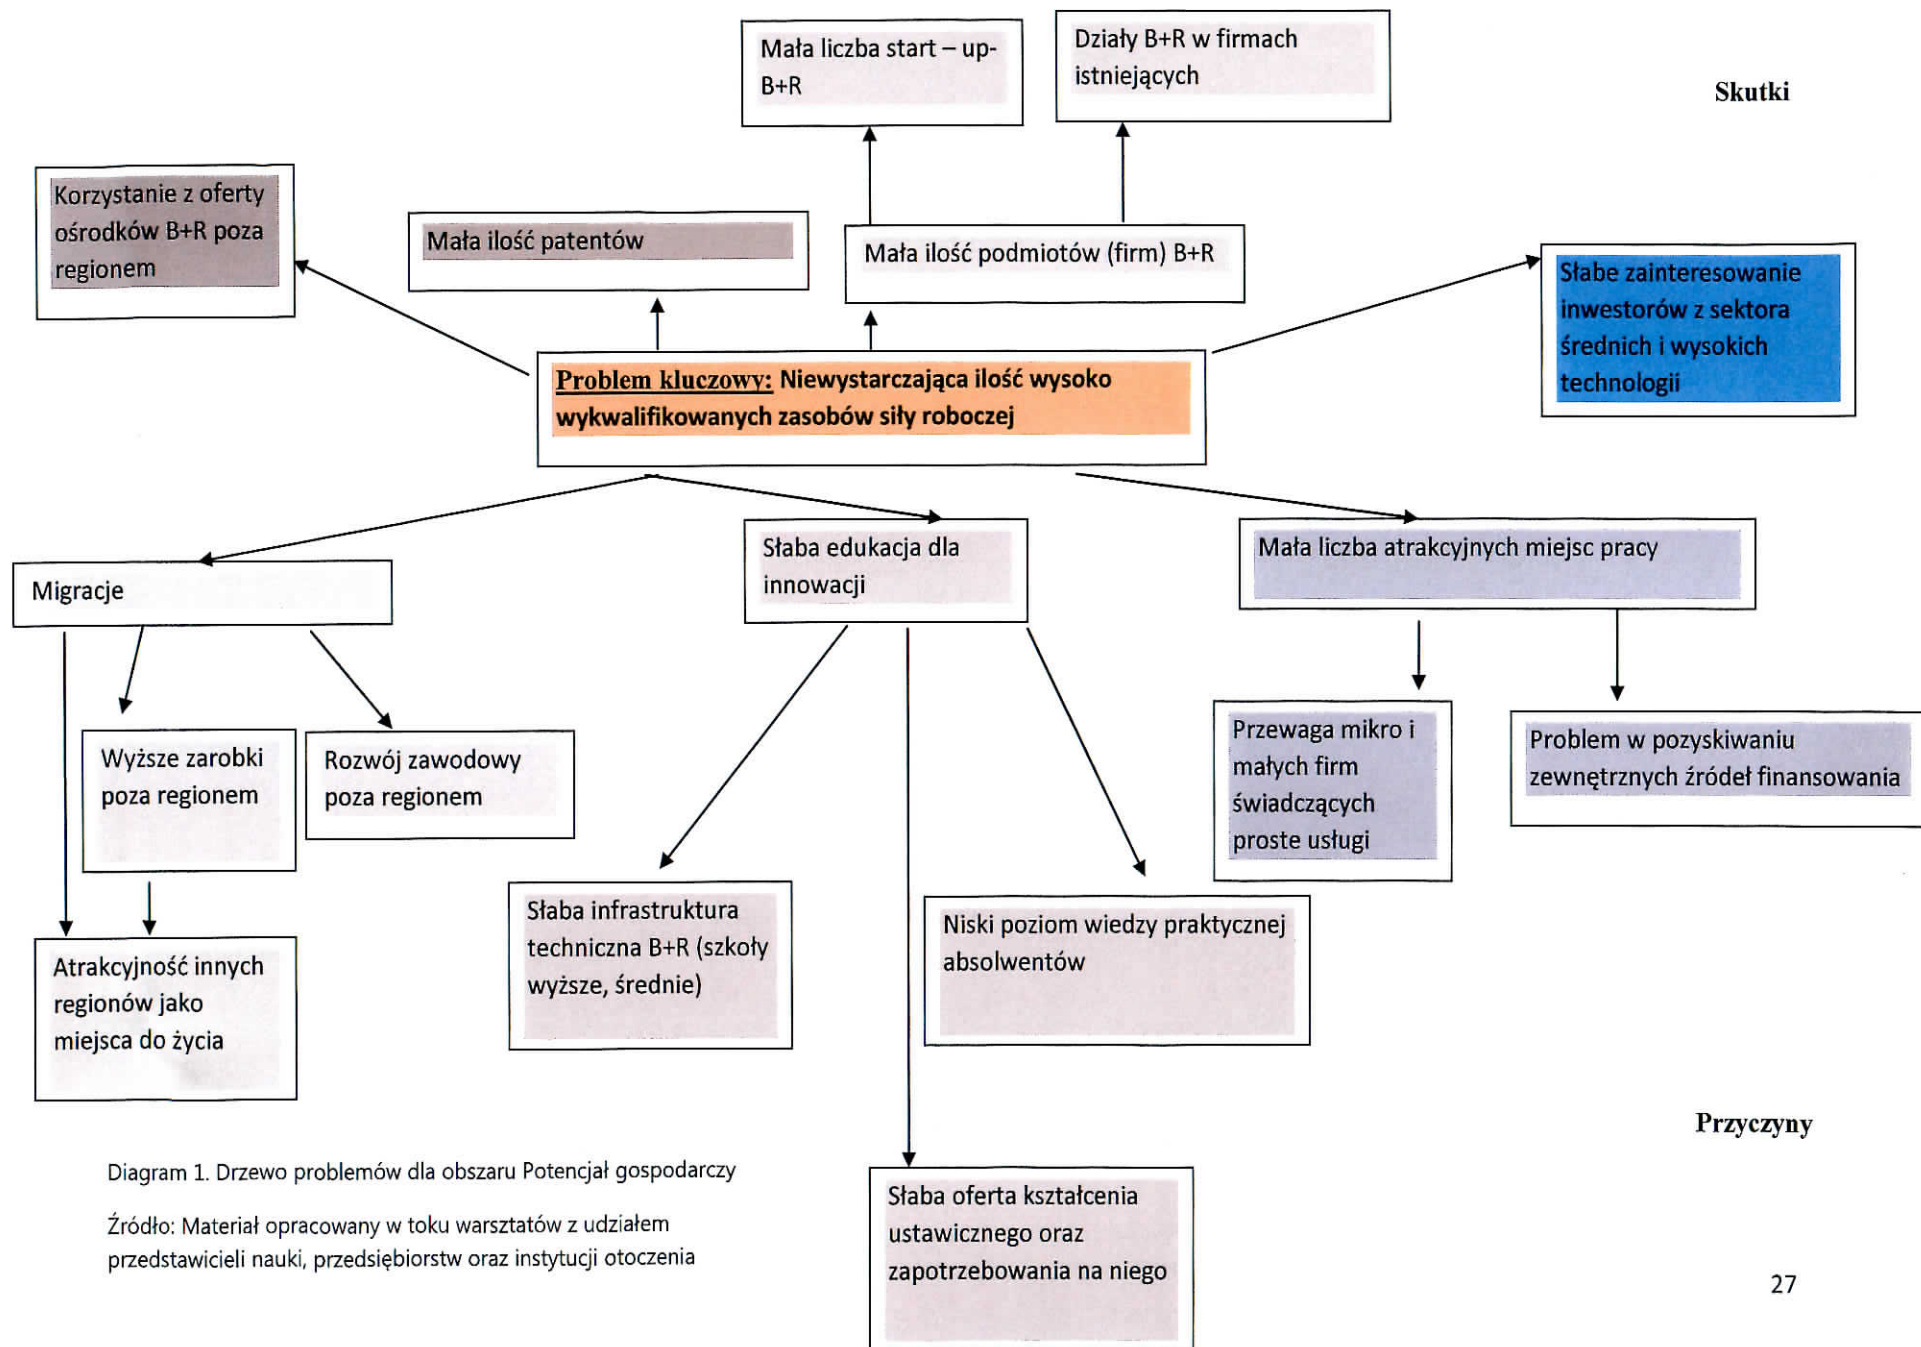 Mała liczba start – up-
B+R
Działy B+R w firmach
istniejących
Skutki
Korzystanie z oferty
ośrodków B+R poza
regionem
Mała ilość patentów
Mała ilość podmiotów (firm) B+R
Słabe zainteresowanie
inwestorów z sektora
średnich i wysokich
technologii
Problem kluczowy: Niewystarczająca ilość wysoko
wykwalifikowanych zasobów siły roboczej
Migracje
Słaba edukacja dla
innowacji
Mała liczba atrakcyjnych miejsc pracy
Wyższe zarobki
poza regionem
Rozwój zawodowy
poza regionem
Przewaga mikro i
małych firm
świadczących
proste usługi
Problem w pozyskiwaniu
zewnętrznych źródeł finansowania
Atrakcyjność innych
regionów jako
miejsca do życia
Słaba infrastruktura
techniczna B+R (szkoły
wyższe, średnie)
Niski poziom wiedzy praktycznej
absolwentów
Przyczyny
Słaba oferta kształcenia
ustawicznego oraz
zapotrzebowania na niego
Diagram 1. Drzewo problemów dla obszaru Potencjał gospodarczy
Źródło: Materiał opracowany w toku warsztatów z udziałem
przedstawicieli nauki, przedsiębiorstw oraz instytucji otoczenia
27